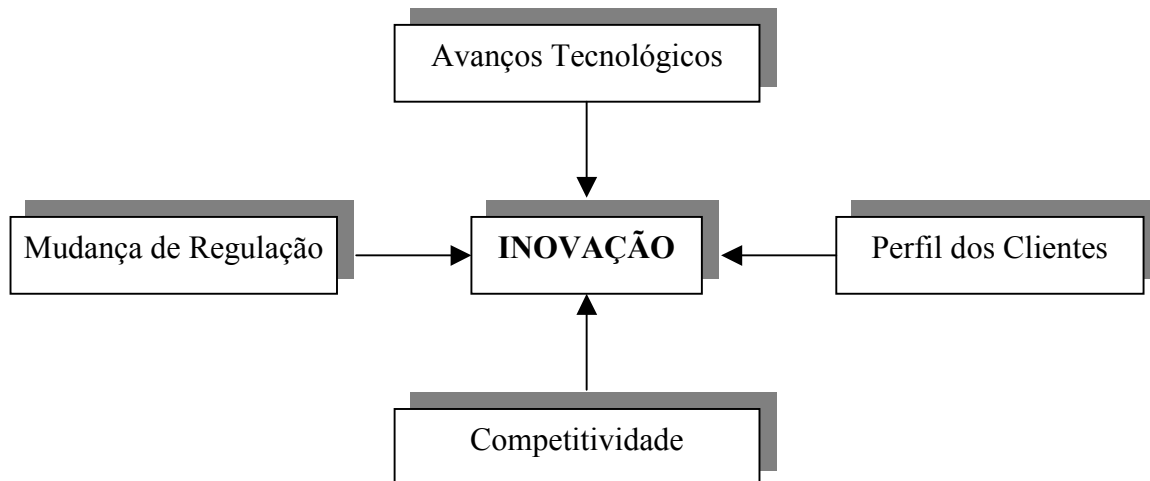 Avanços Tecnológicos
Mudança de Regulação
INOVAÇÃO
Perfil dos Clientes
Competitividade